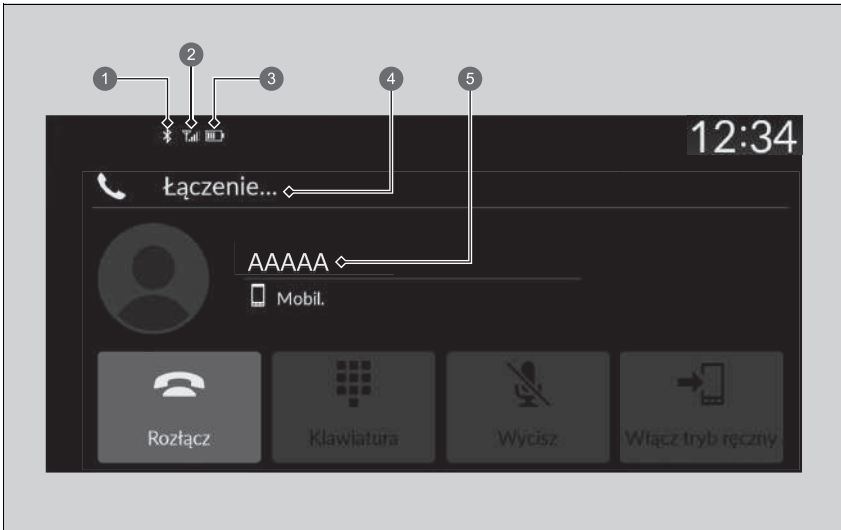 1
2
3
4
5
12:34
Łączenie...
AAAAA
Mobil.
Rozłącz
Klawiatura
Wycisz
Włącz tryb ręczny